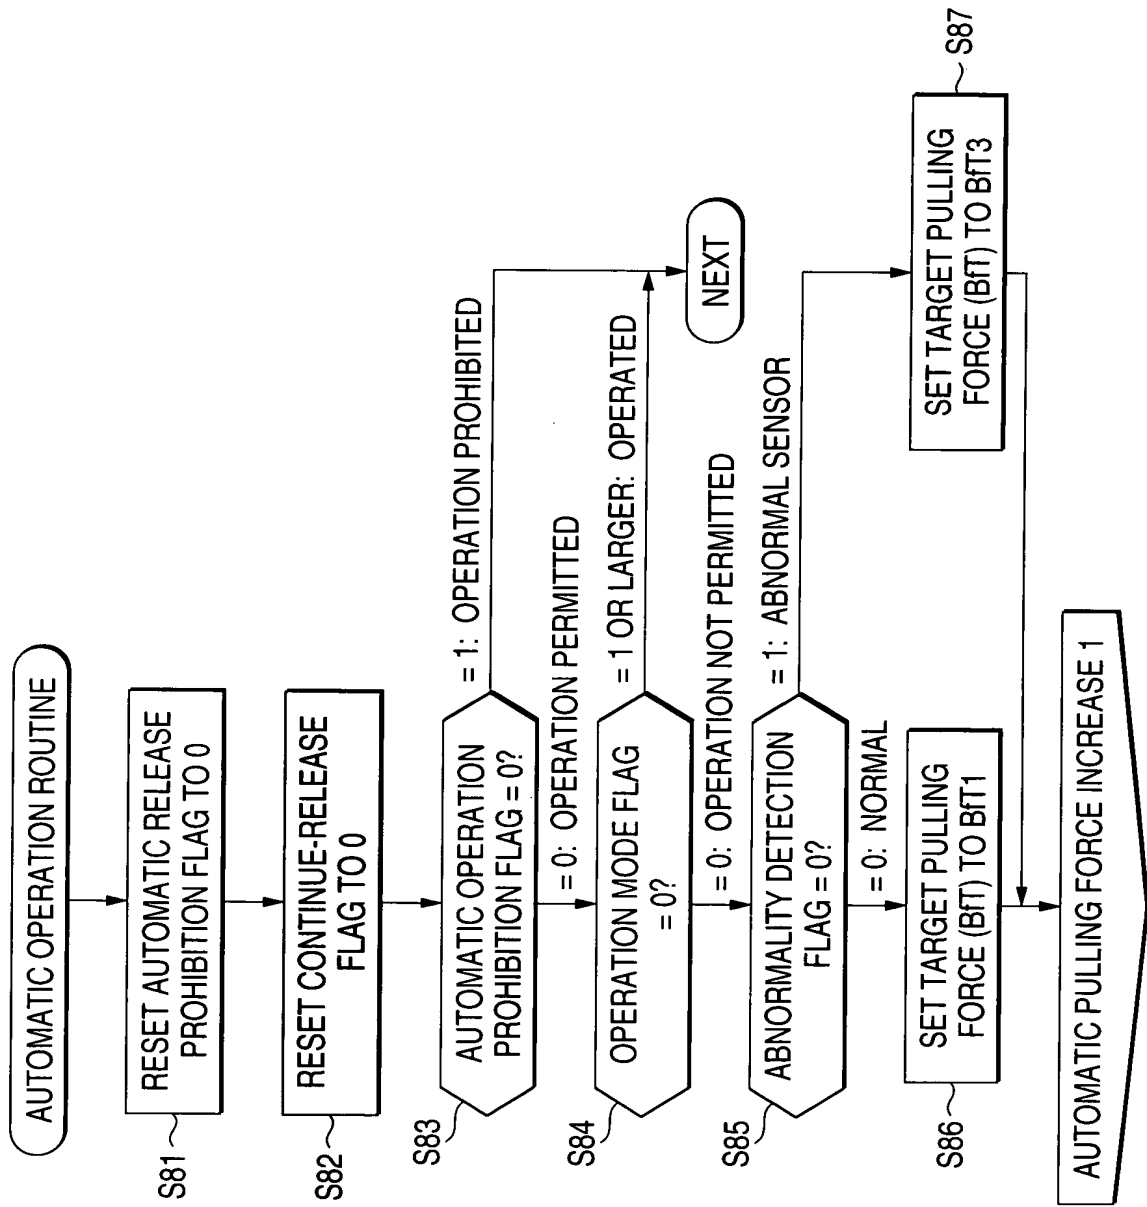 AUTOMATIC OPERATION ROUTINE
S81
RESET AUTOMATIC RELEASE
PROHIBITION FLAG TO 0
S82
RESET CONTINUE-RELEASE
FLAG TO 0
S83
AUTOMATIC OPERATION
PROHIBITION FLAG = 0?
= 1: OPERATION PROHIBITED
= 0: OPERATION PERMITTED
S84
OPERATION MODE FLAG
= 0?
= 1 OR LARGER: OPERATED
NEXT
= 0: OPERATION NOT PERMITTED
S85
ABNORMALITY DETECTION
FLAG = 0?
= 1: ABNORMAL SENSOR
= 0: NORMAL
S86
SET TARGET PULLING
FORCE (BfT) TO BfT1
S87
SET TARGET PULLING
FORCE (BfT) TO BfT3
AUTOMATIC PULLING FORCE INCREASE 1